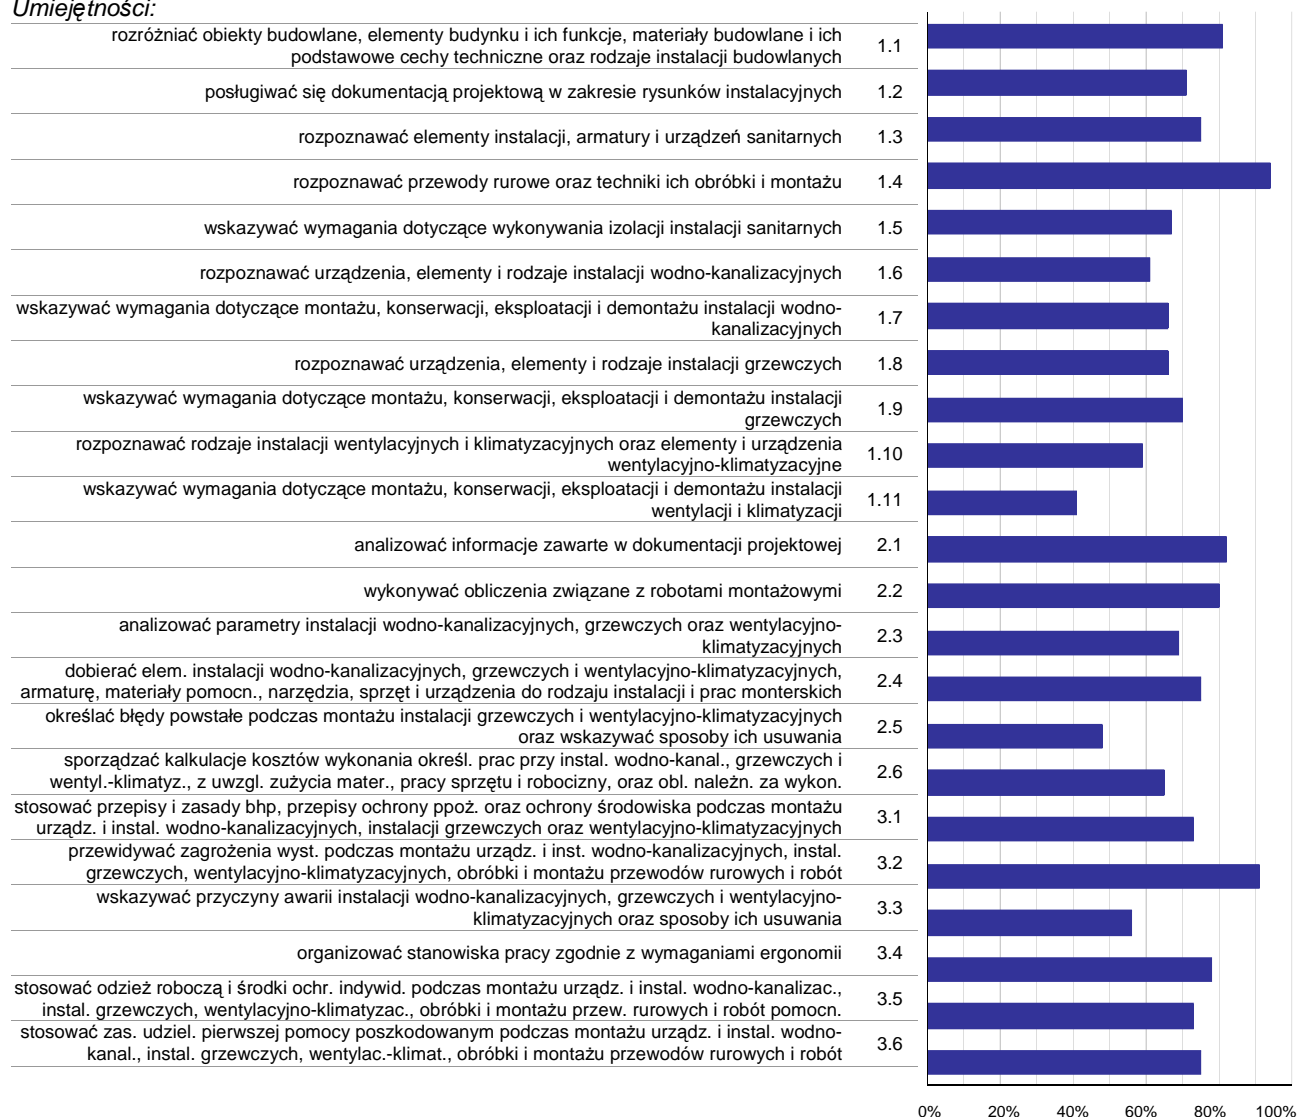 Umiejętności:
rozróżniać obiekty budowlane, elementy budynku i ich funkcje, materiały budowlane i ich
podstawowe cechy techniczne oraz rodzaje instalacji budowlanych
1.1
posługiwać się dokumentacją projektową w zakresie rysunków instalacyjnych 1.2
rozpoznawać elementy instalacji, armatury i urządzeń sanitarnych 1.3
rozpoznawać przewody rurowe oraz techniki ich obróbki i montażu 1.4
wskazywać wymagania dotyczące wykonywania izolacji instalacji sanitarnych 1.5
rozpoznawać urządzenia, elementy i rodzaje instalacji wodno-kanalizacyjnych 1.6
wskazywać wymagania dotyczące montażu, konserwacji, eksploatacji i demontażu instalacji wodno-
kanalizacyjnych
1.7
rozpoznawać urządzenia, elementy i rodzaje instalacji grzewczych 1.8
wskazywać wymagania dotyczące montażu, konserwacji, eksploatacji i demontażu instalacji
grzewczych
1.9
rozpoznawać rodzaje instalacji wentylacyjnych i klimatyzacyjnych oraz elementy i urządzenia
wentylacyjno-klimatyzacyjne
1.10
wskazywać wymagania dotyczące montażu, konserwacji, eksploatacji i demontażu instalacji
wentylacji i klimatyzacji
1.11
analizować informacje zawarte w dokumentacji projektowej 2.1
wykonywać obliczenia związane z robotami montażowymi 2.2
analizować parametry instalacji wodno-kanalizacyjnych, grzewczych oraz wentylacyjno-
klimatyzacyjnych
2.3
dobierać elem. instalacji wodno-kanalizacyjnych, grzewczych i wentylacyjno-klimatyzacyjnych,
armaturę, materiały pomocn., narzędzia, sprzęt i urządzenia do rodzaju instalacji i prac monterskich
2.4
określać błędy powstałe podczas montażu instalacji grzewczych i wentylacyjno-klimatyzacyjnych
oraz wskazywać sposoby ich usuwania
2.5
sporządzać kalkulacje kosztów wykonania określ. prac przy instal. wodno-kanal., grzewczych i
wentyl.-klimatyz., z uwzgl. zużycia mater., pracy sprzętu i robocizny, oraz obl. należn. za wykon.
2.6
stosować przepisy i zasady bhp, przepisy ochrony ppoż. oraz ochrony środowiska podczas montażu
urządz. i instal. wodno-kanalizacyjnych, instalacji grzewczych oraz wentylacyjno-klimatyzacyjnych
3.1
przewidywać zagrożenia wyst. podczas montażu urządz. i inst. wodno-kanalizacyjnych, instal.
grzewczych, wentylacyjno-klimatyzacyjnych, obróbki i montażu przewodów rurowych i robót
3.2
wskazywać przyczyny awarii instalacji wodno-kanalizacyjnych, grzewczych i wentylacyjno-
klimatyzacyjnych oraz sposoby ich usuwania
3.3
organizować stanowiska pracy zgodnie z wymaganiami ergonomii 3.4
stosować odzież roboczą i środki ochr. indywid. podczas montażu urządz. i instal. wodno-kanalizac.,
instal. grzewczych, wentylacyjno-klimatyzac., obróbki i montażu przew. rurowych i robót pomocn.
3.5
stosować zas. udziel. pierwszej pomocy poszkodowanym podczas montażu urządz. i instal. wodno-
kanal., instal. grzewczych, wentylac.-klimat., obróbki i montażu przewodów rurowych i robót
3.6
0% 20% 40% 60% 80% 100%